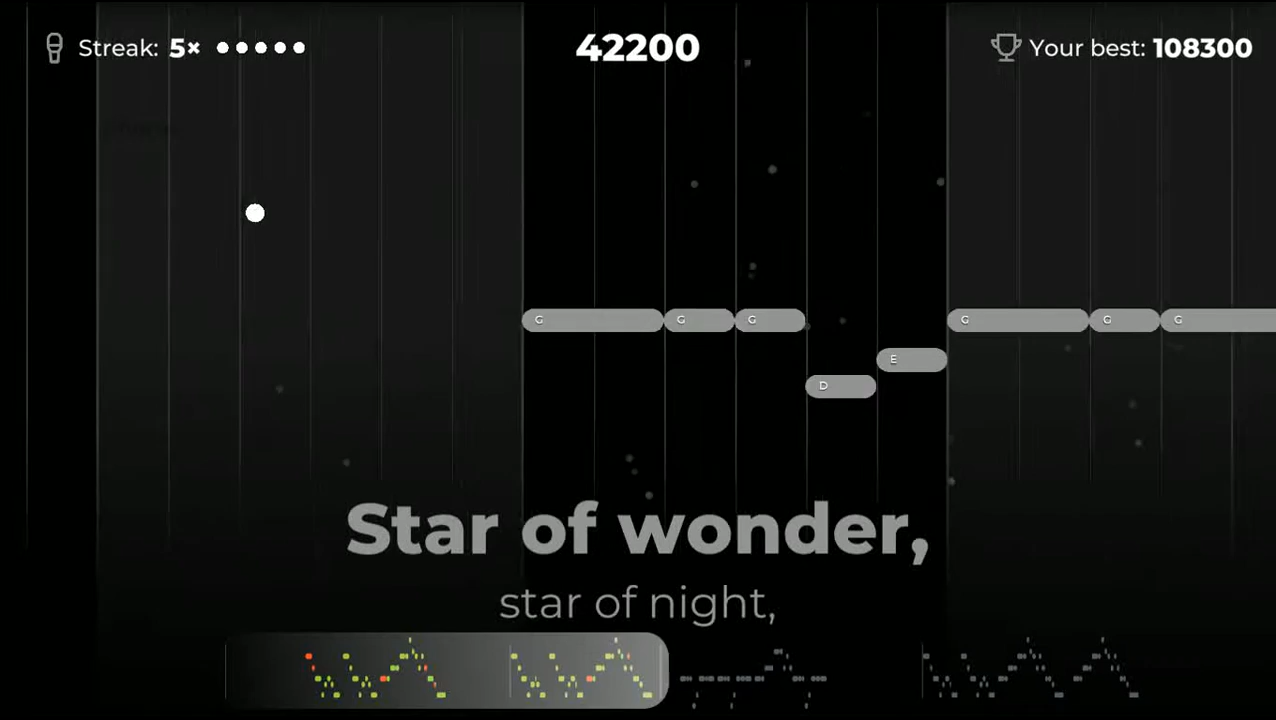 Streak: 5× 42200 Your best: 108300
G G G G G G
E
D
Star of wonder,
star of night,